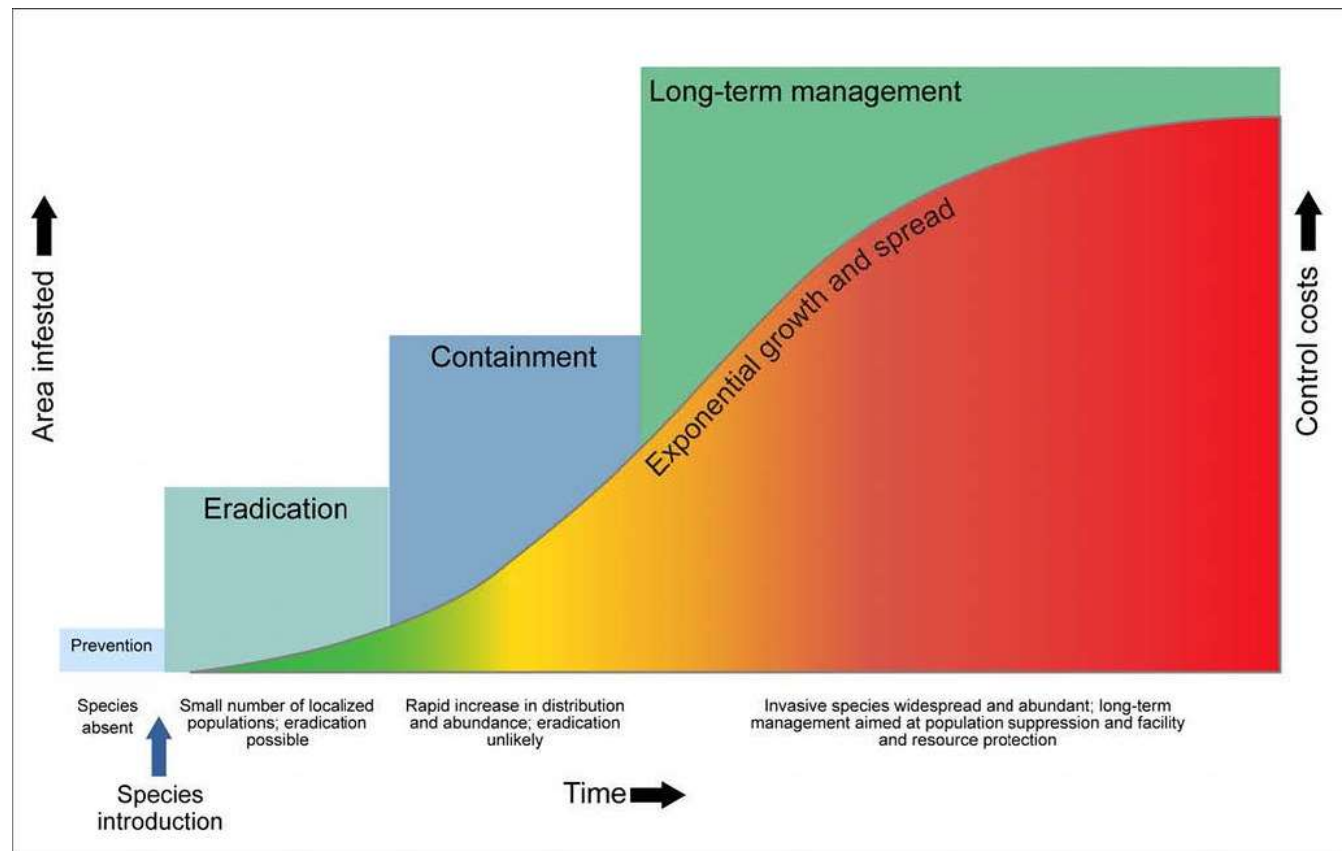 Long-term management
Area infested
Control costs
Exponential growth and spread
Containment
Eradication
Prevention
Species
absent
Small number of localized
populations; eradication
possible
Rapid increase in distribution
and abundance; eradication
unlikely
Invasive species widespread and abundant; long-term
management aimed at population suppression and facility
and resource protection
Species
introduction
Time